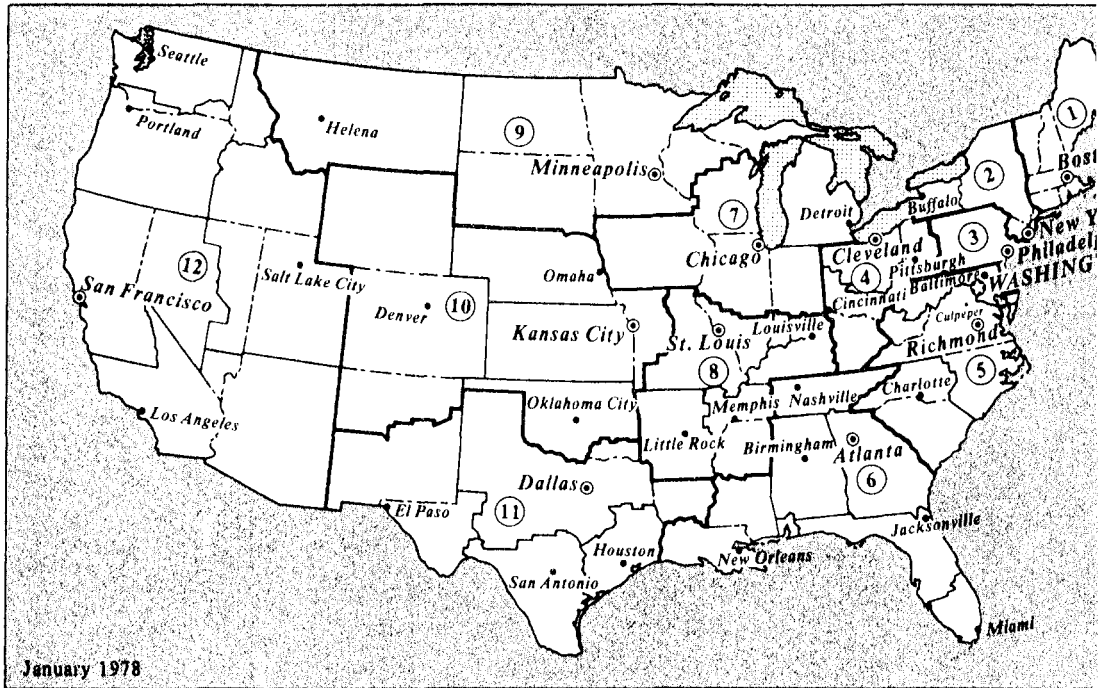 Seattle
Portland
Helena
9
Minneapolis
1
Bost
2
Buffalo
7
Detroit
3
New Y
Philadelp
Cleveland
Pittsburgh
4
Chicago
WASHING
Baltimore
Cincinnati
12
San Francisco
Salt Lake City
Omaha
Denver
10
Kansas City
St. Louis
Louisville
8
Culpeper
Richmond
5
Los Angeles
Oklahoma City
Memphis
Nashville
Charlotte
Little Rock
Birmingham
Atlanta
6
Dallas
11
El Paso
Houston
San Antonio
New Orleans
Jacksonville
Miami
January 1978